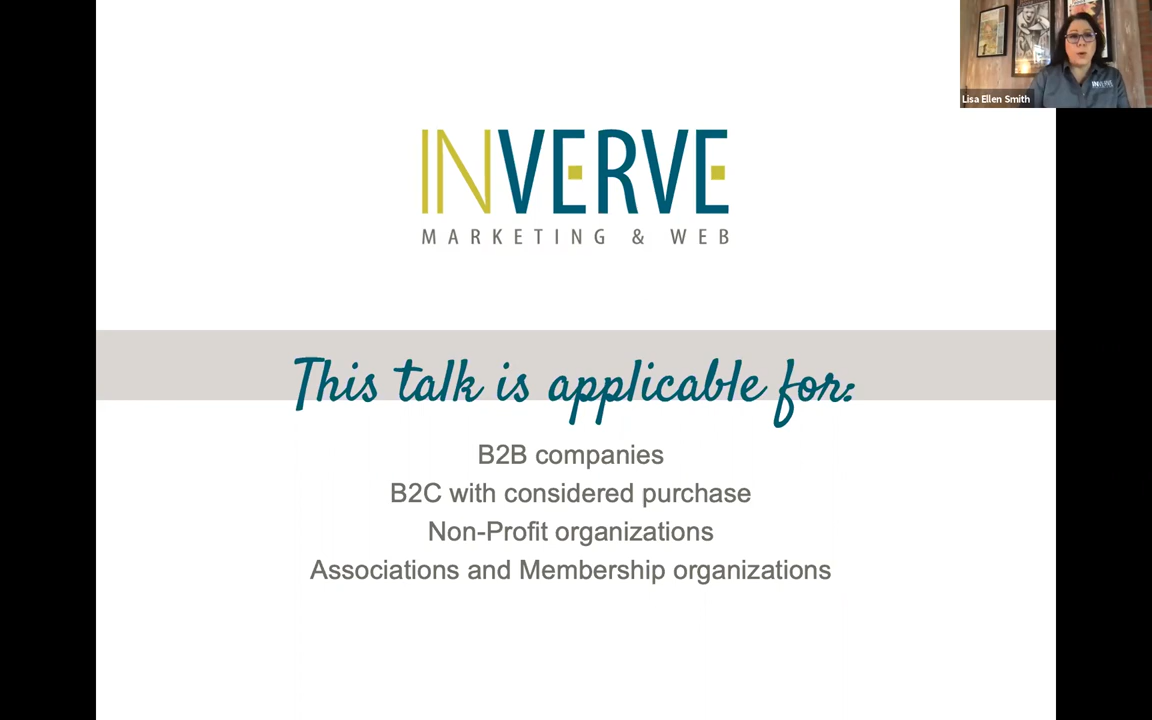 INVERVE
MARKETING & WEB
Lisa Ellen Smith
INVERVE
This talk is applicable for:
B2B companies
B2C with considered purchase
Non-Profit organizations
Associations and Membership organizations